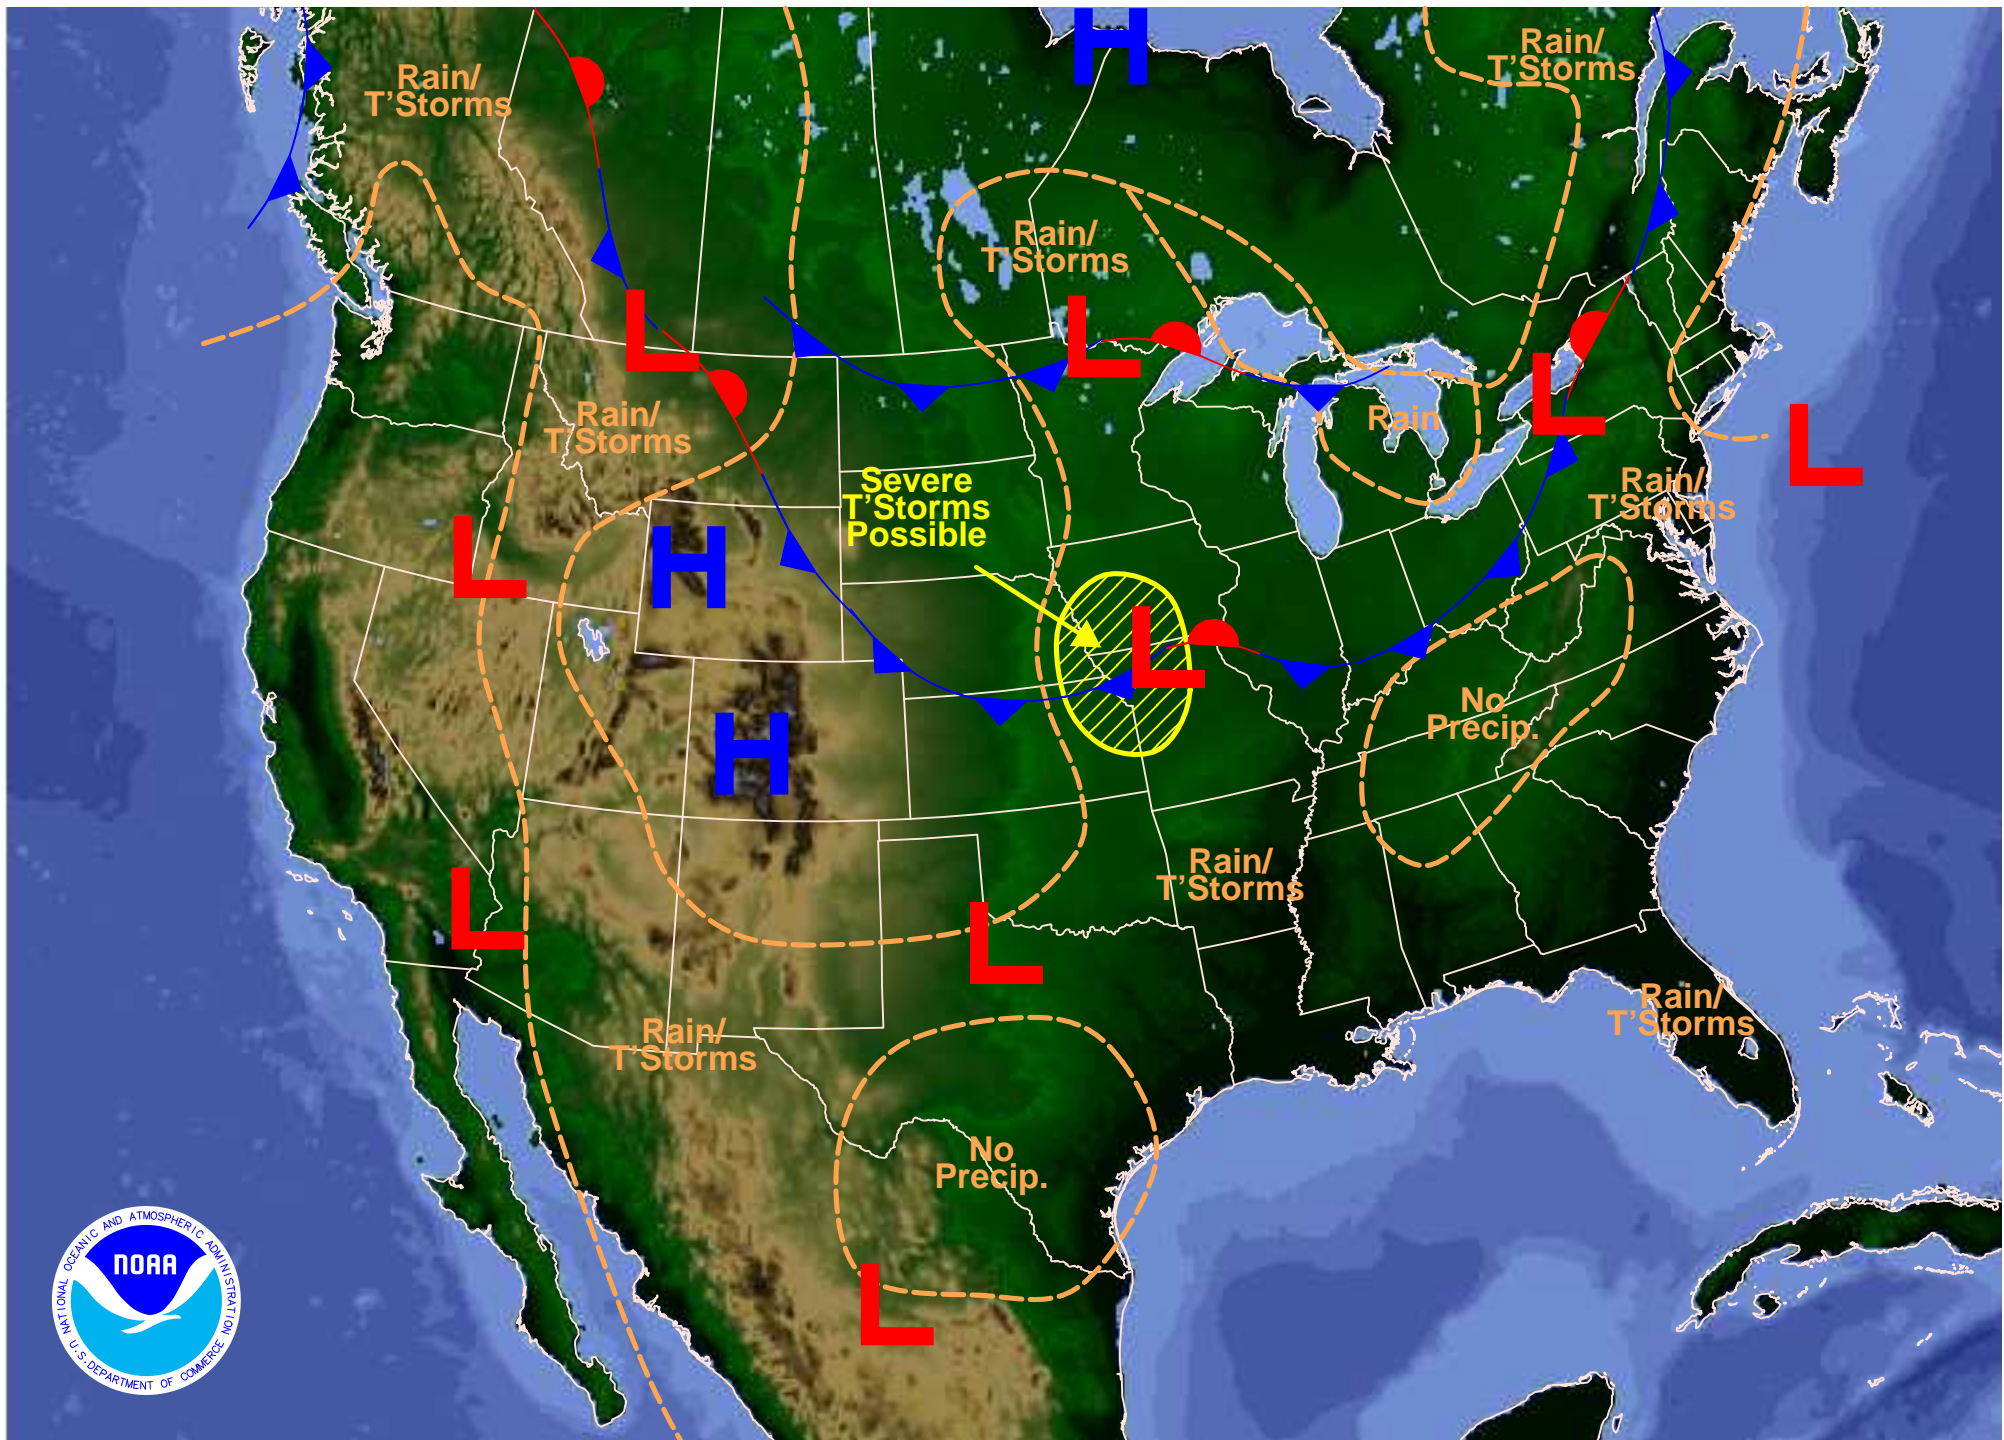 H
Rain/
T'Storms
Rain/
T'Storms
Rain/
T'Storms
L
L
L
Rain/
T'Storms
Rain
L
L
Severe
T'Storms
Possible
Rain/
T'Storms
H
L
L
No
Precip.
H
Rain/
T'Storms
L
L
Rain/
T'Storms
Rain/
T'Storms
No
Precip.
L
NATIONAL OCEANIC AND ATMOSPHERIC ADMINISTRATION
NOAA
U.S. DEPARTMENT OF COMMERCE